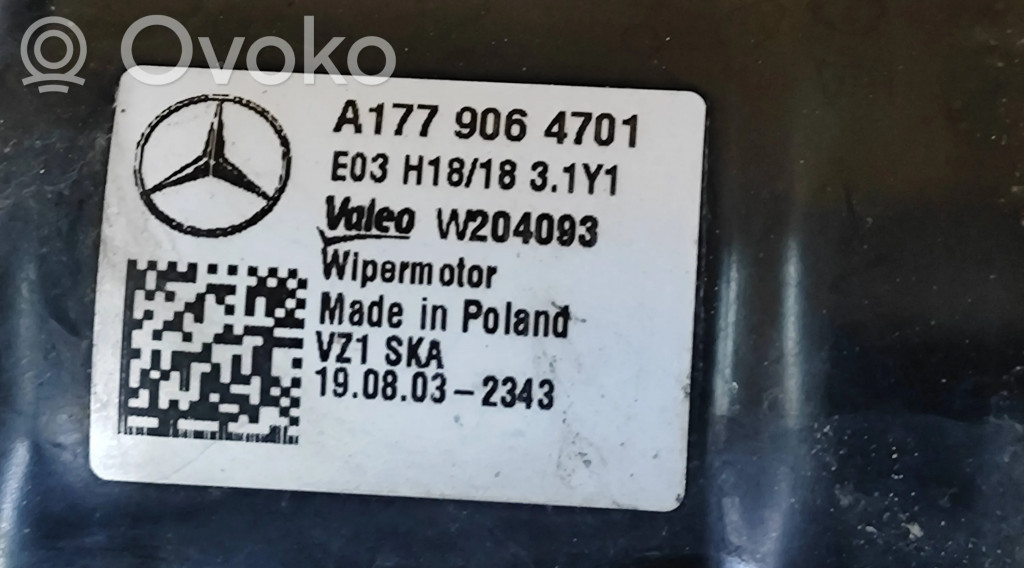 Ovoko
A177 906 4701
E03 H18/18 3.1Y1
Valeo W204093
Wipermotor
Made in Poland
VZ1 SKA
19.08.03-2343